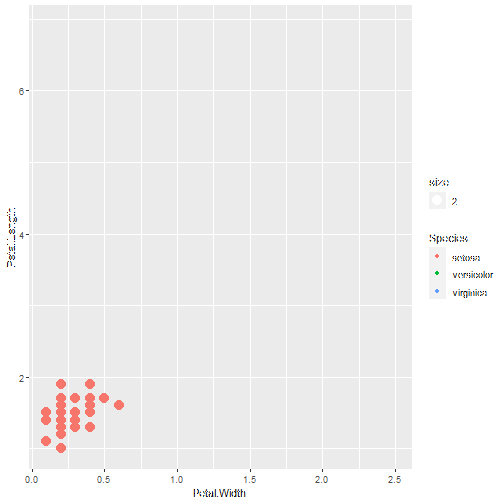 6
4
2
0.0 0.5 1.0 1.5 2.0 2.5
Petal.Width
Petal.Length
size
2
Species
setosa
versicolor
virginica